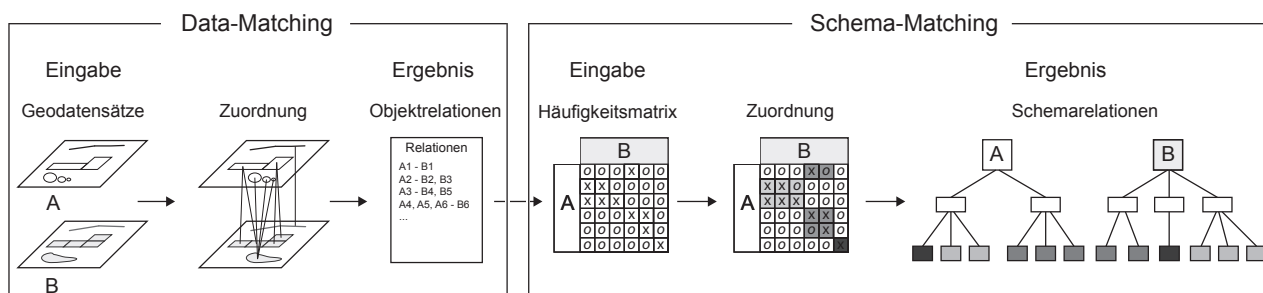 Data-Matching
Schema-Matching
Eingabe
Ergebnis
Eingabe
Ergebnis
Geodatensätze
Zuordnung
Objektrelationen
Häufigkeitsmatrix
Zuordnung
Schemarelationen
A
B
Relationen
A1 - B1
A2 - B2, B3
A3 - B4, B5
A4, A5, A6 - B6
...
B
A
o o o x o o
x x o o o o
x x x o o o
o o o x x o
o o o o x o
o o o o o x
B
A
o o o x o o
x x o o o o
x x x o o o
o o o x x o
o o o o x o
o o o o o x
A
B